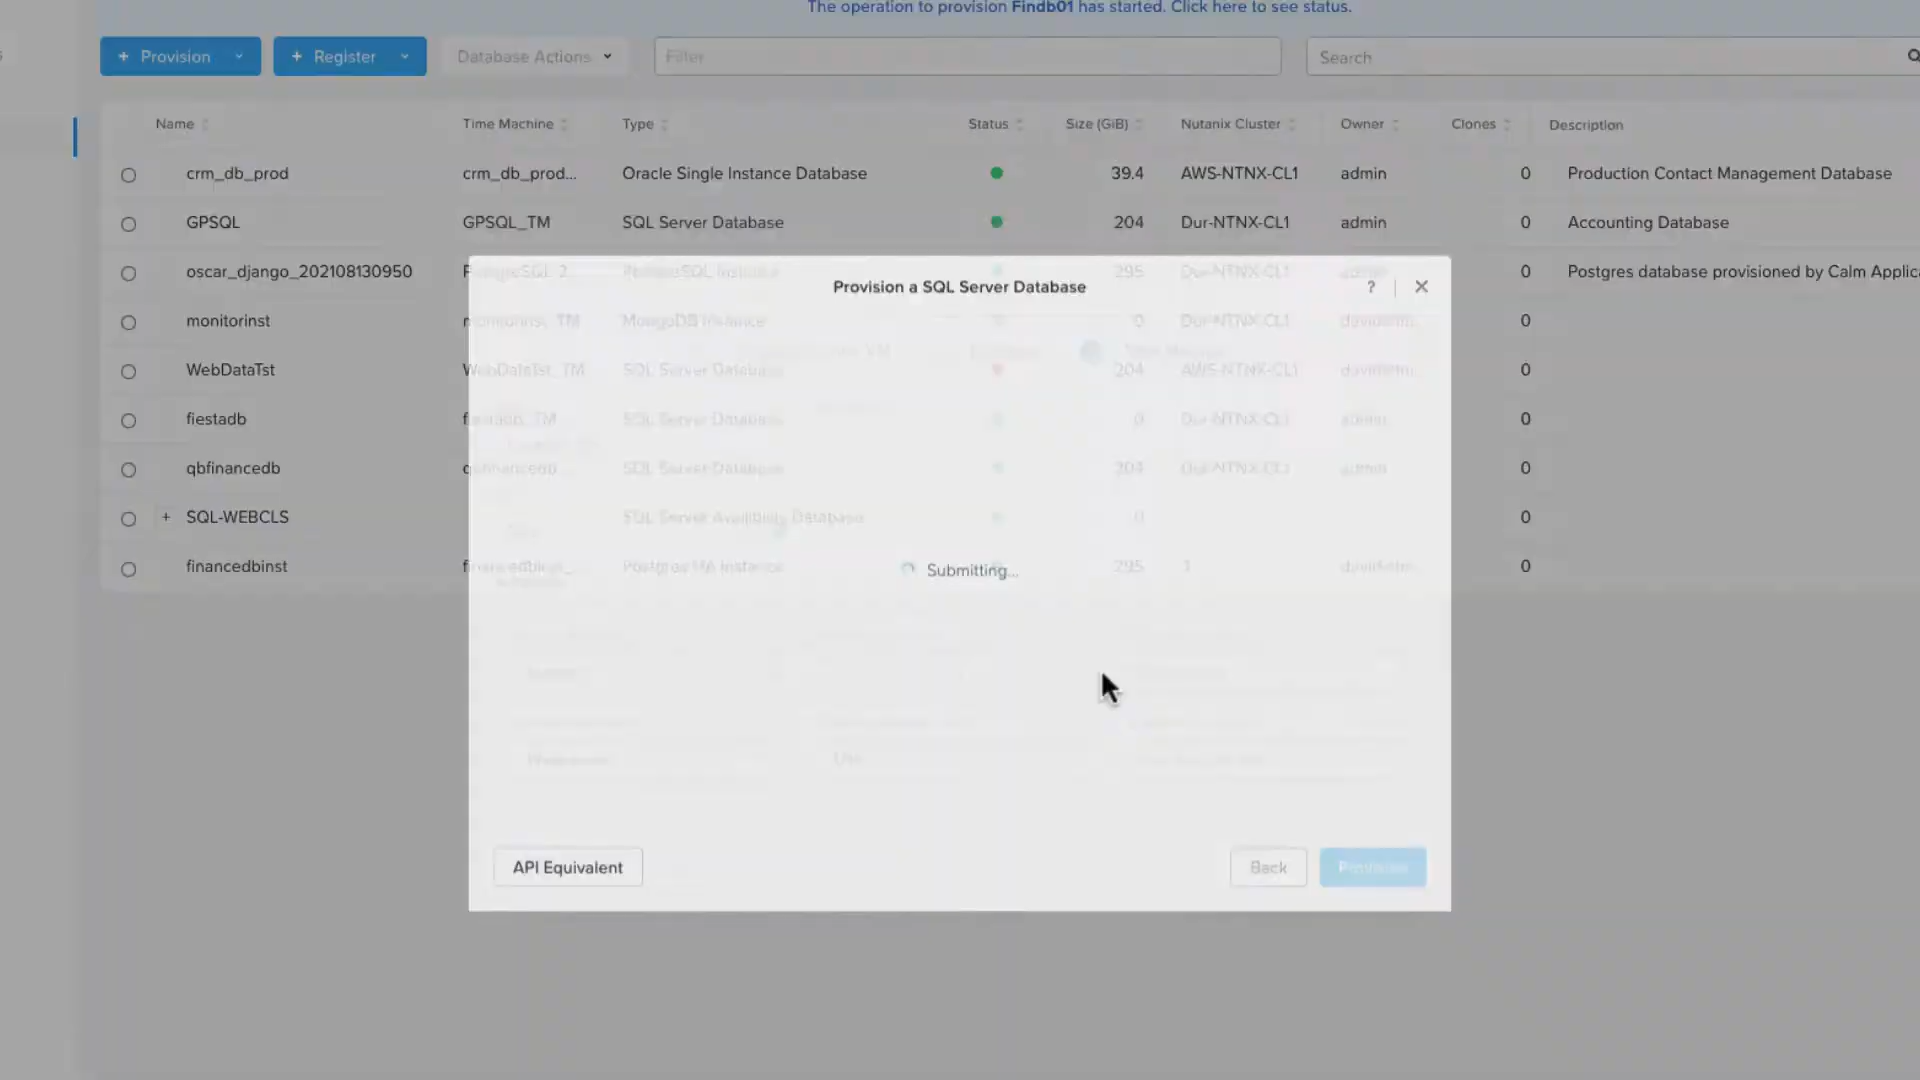 The operation to provision Findb01 has started. Click here to see status.
+ Provision
+ Register
Database Actions
Filter
Search
Name Time Machine Type Status Size (GiB) Nutanix Cluster Owner Clones Description
crm_db_prod crm_db_prod... Oracle Single Instance Database 39.4 AWS-NTNX-CL1 admin 0 Production Contact Management Database
GPSQL GPSQL_TM SQL Server Database 204 Dur-NTNX-CL1 admin 0 Accounting Database
oscar_django_202108130950 295 Dur-NTNX-CL1 admin 0 Postgres database provisioned by Calm Applic
Provision a SQL Server Database ?
monitorinst monitorinst_TM MongoDB Instance 0 Dur-NTNX-CL1 0
WebDataTst WebDataTst_TM SQL Server Database 204 AWS-NTNX-CL1 0
fiestadb fiestadb_TM SQL Server Database 0 Dur-NTNX-CL1 admin 0
qbfinancedb SQL Server Database 204 Dur-NTNX-CL1 admin 0
+ SQL-WEBCLS SQL Server Availibility Database 0 0
financedbinst Postgres HA Instance 295 1 0
Submitting...
API Equivalent
Back
Provision